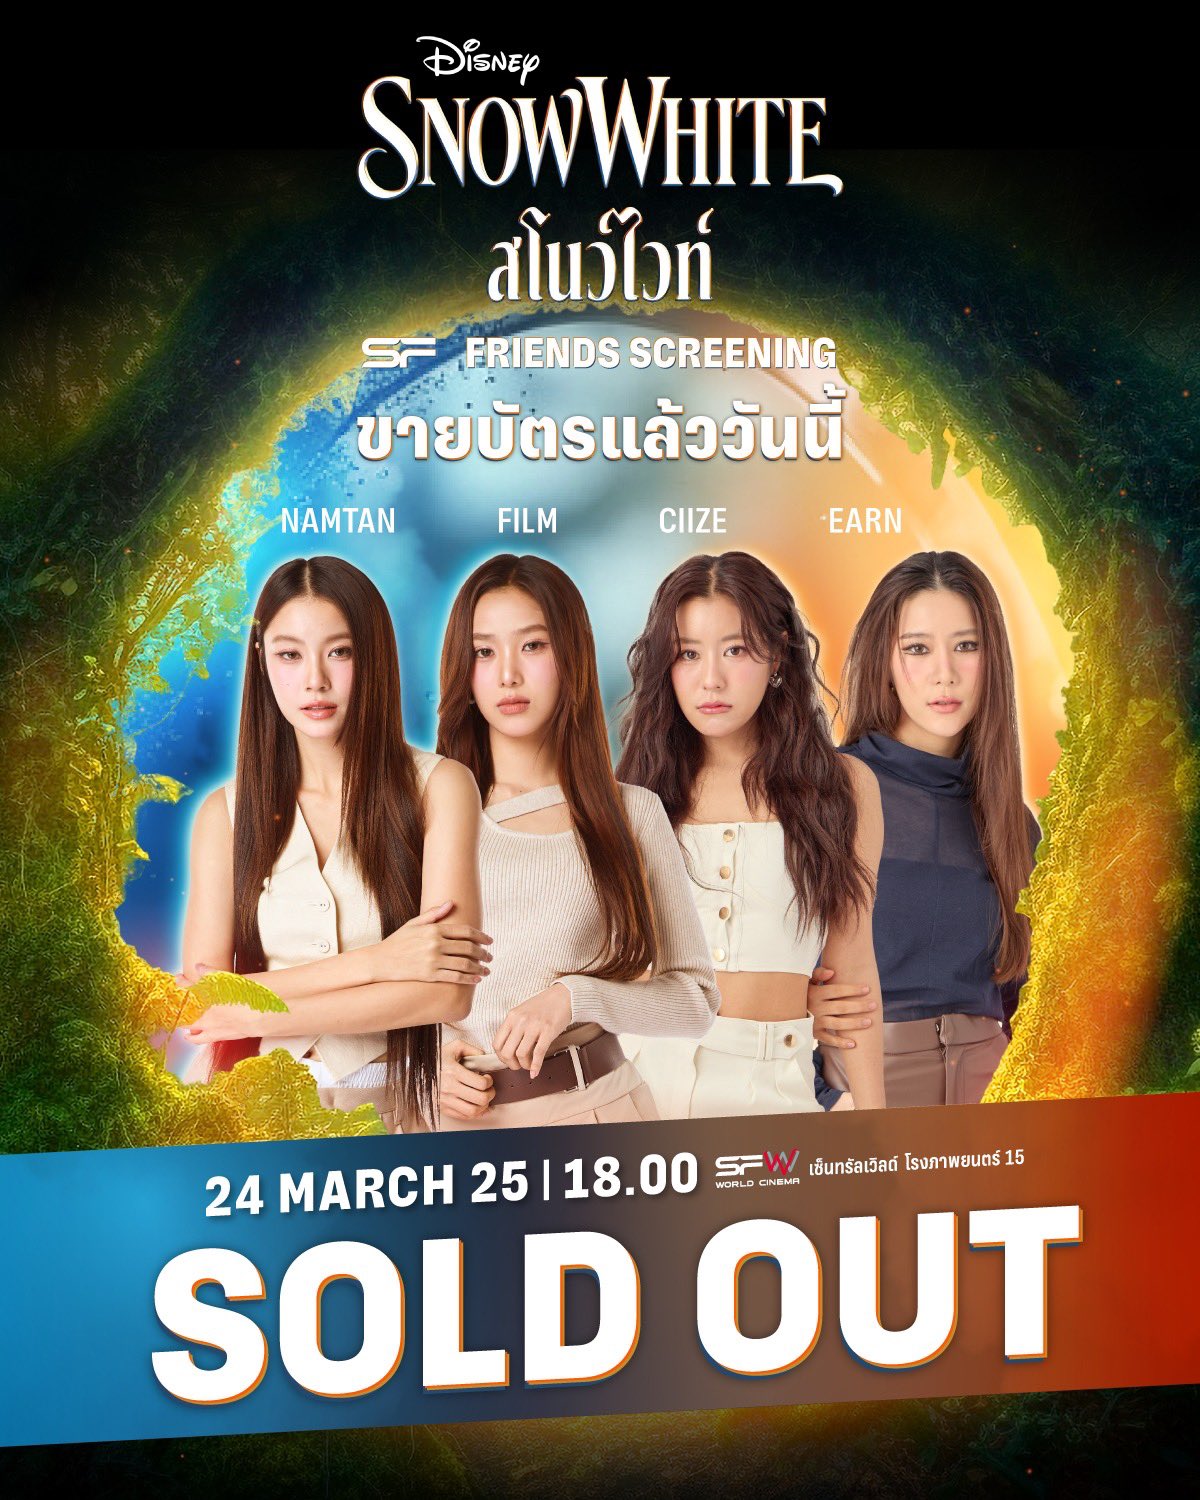 Disney
SNOW WHITE
สโนว์ไวท์
SF FRIENDS SCREENING
ขายบัตรแล้ววันนี้
NAMTAN FILM CIIZE EARN
24 MARCH 25 | 18.00 SFW WORLD CINEMA เซ็นทรัลเวิลด์ โรงภาพยนตร์ 15
SOLD OUT